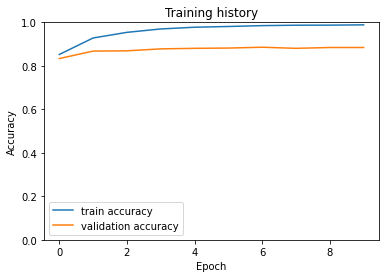 Training history
1.0
0.8
0.6
0.4
0.2
0.0
Accuracy
train accuracy
validation accuracy
0 2 4 6 8
Epoch